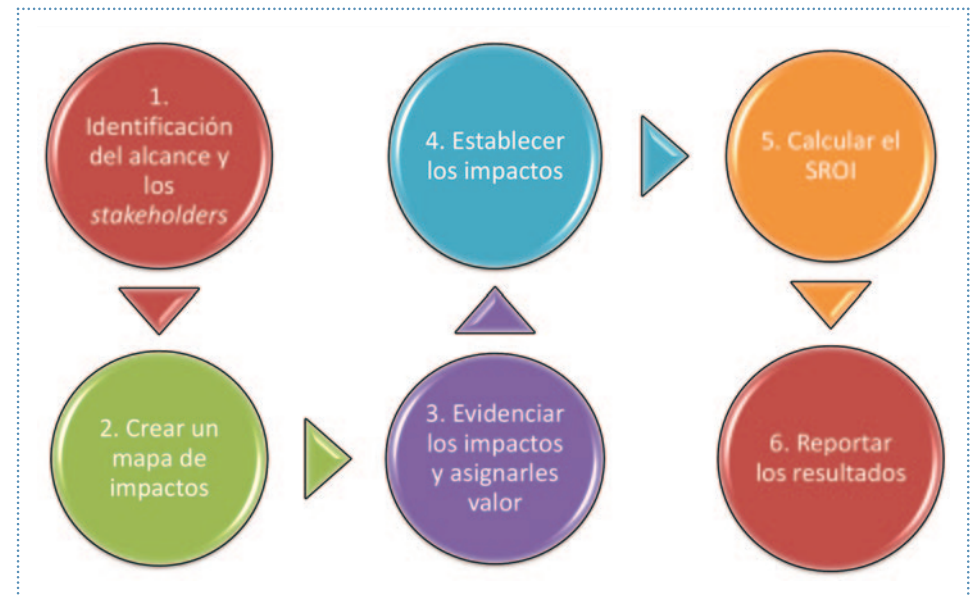 1.
Identificación
del alcance y
los
stakeholders
2. Crear un
mapa de
impactos
3. Evidenciar
los impactos
y asignarles
valor
4. Establecer
los impactos
5. Calcular el
SROI
6. Reportar
los resultados